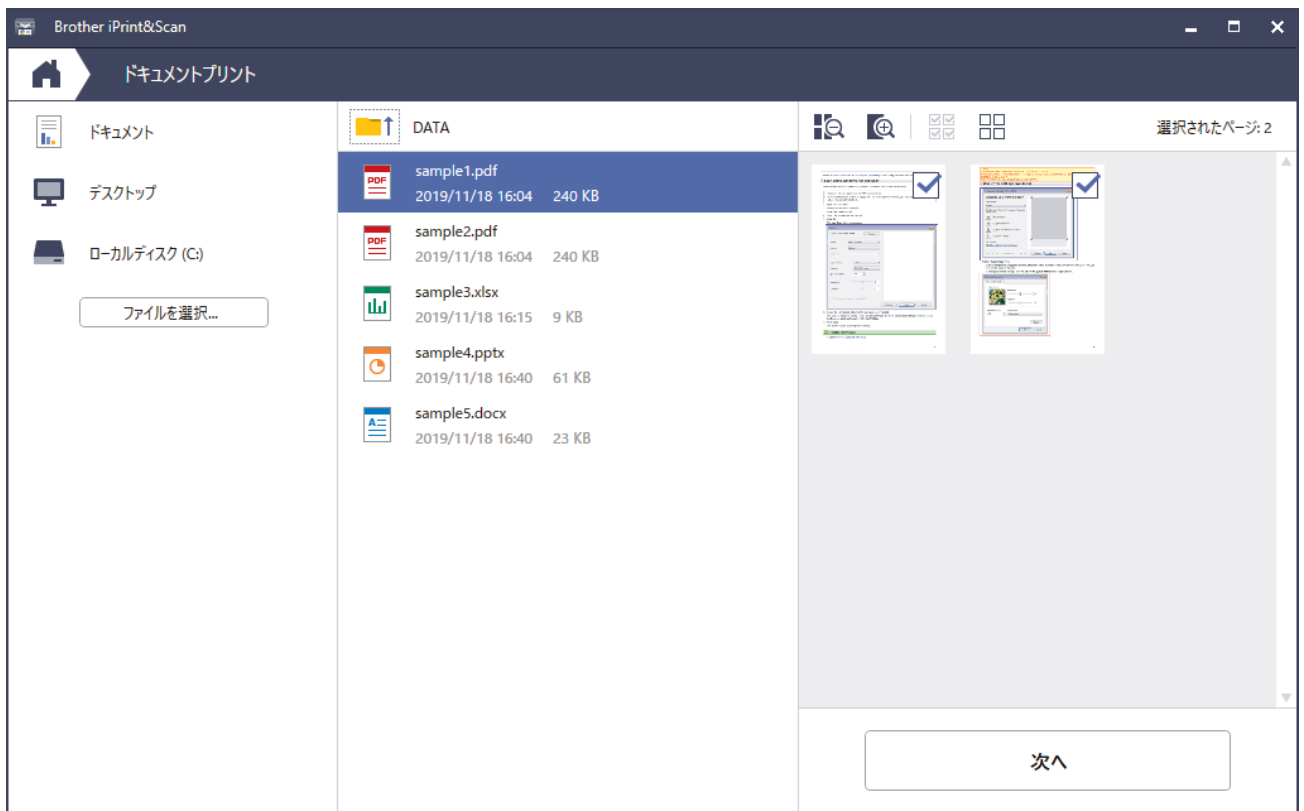 Brother iPrint&Scan
ドキュメントプリント
ドキュメント
デスクトップ
ローカルディスク (C:)
ファイルを選択...
DATA
sample1.pdf
2019/11/18 16:04 240 KB
sample2.pdf
2019/11/18 16:04 240 KB
sample3.xlsx
2019/11/18 16:15 9 KB
sample4.pptx
2019/11/18 16:40 61 KB
sample5.docx
2019/11/18 16:40 23 KB
PDF
PDF
選択されたページ: 2
次へ